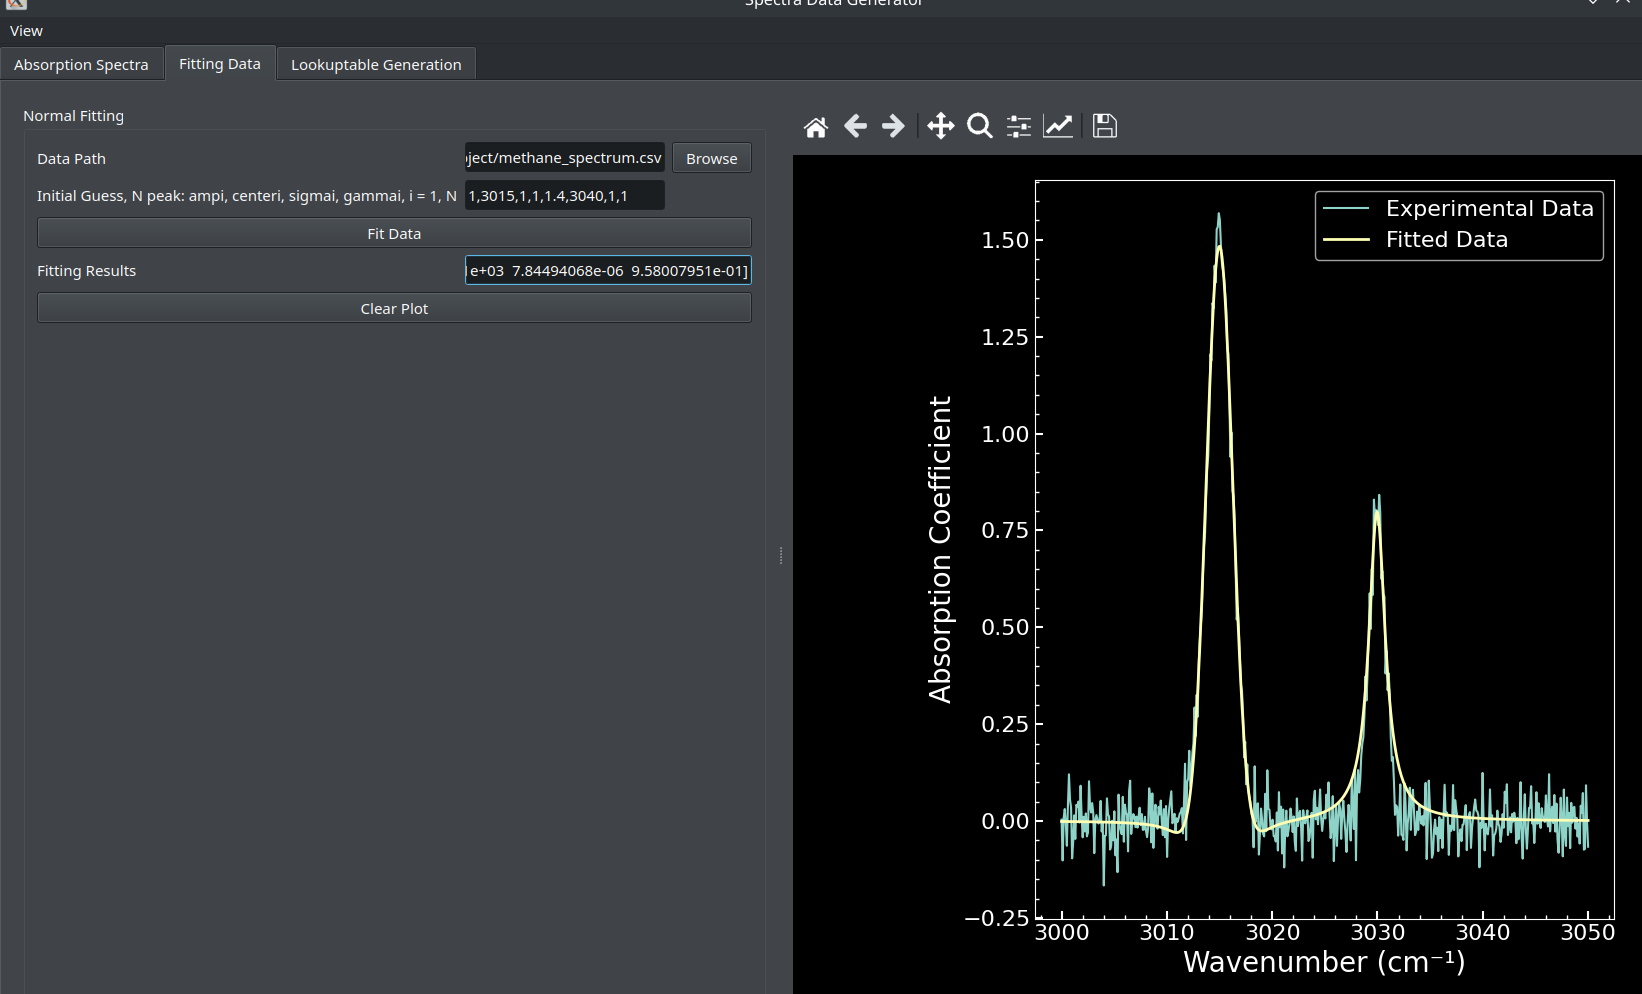 Spectra Data Generator
View
Absorption Spectra
Fitting Data
Lookuptable Generation
Normal Fitting
Data Path
ject/methane_spectrum.csv
Browse
Initial Guess, N peak: ampi, centeri, sigmai, gammai, i = 1, N
1,3015,1,1,1.4,3040,1,1
Fit Data
Fitting Results
e+03 7.84494068e-06 9.58007951e-01]
Clear Plot
Experimental Data
Fitted Data
1.50
1.25
1.00
0.75
0.50
0.25
0.00
−0.25
Absorption Coefficient
3000
3010
3020
3030
3040
3050
Wavenumber (cm⁻¹)